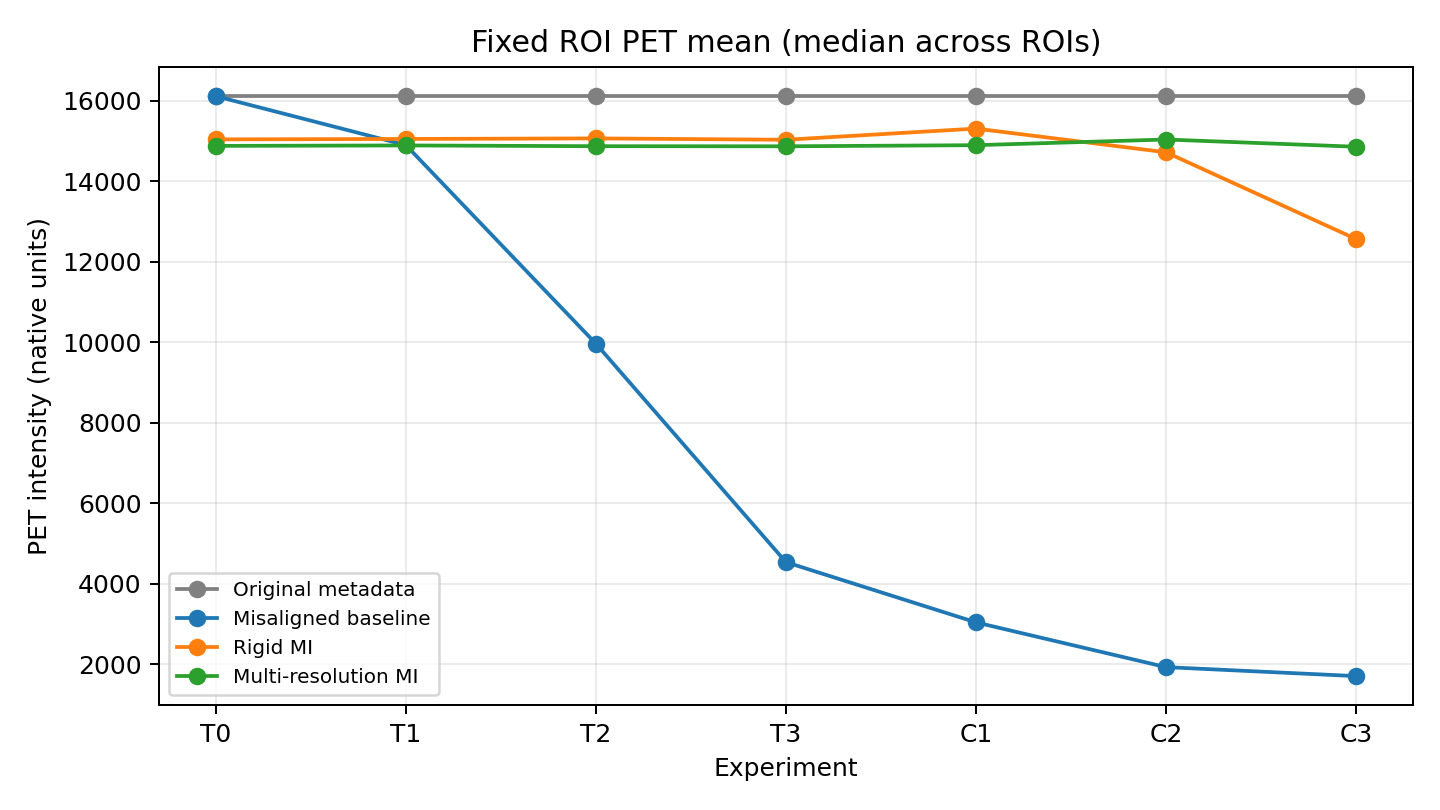 Fixed ROI PET mean (median across ROIs)
PET intensity (native units)
16000
14000
12000
10000
8000
6000
4000
2000
Original metadata
Misaligned baseline
Rigid MI
Multi-resolution MI
T0 T1 T2 T3 C1 C2 C3
Experiment